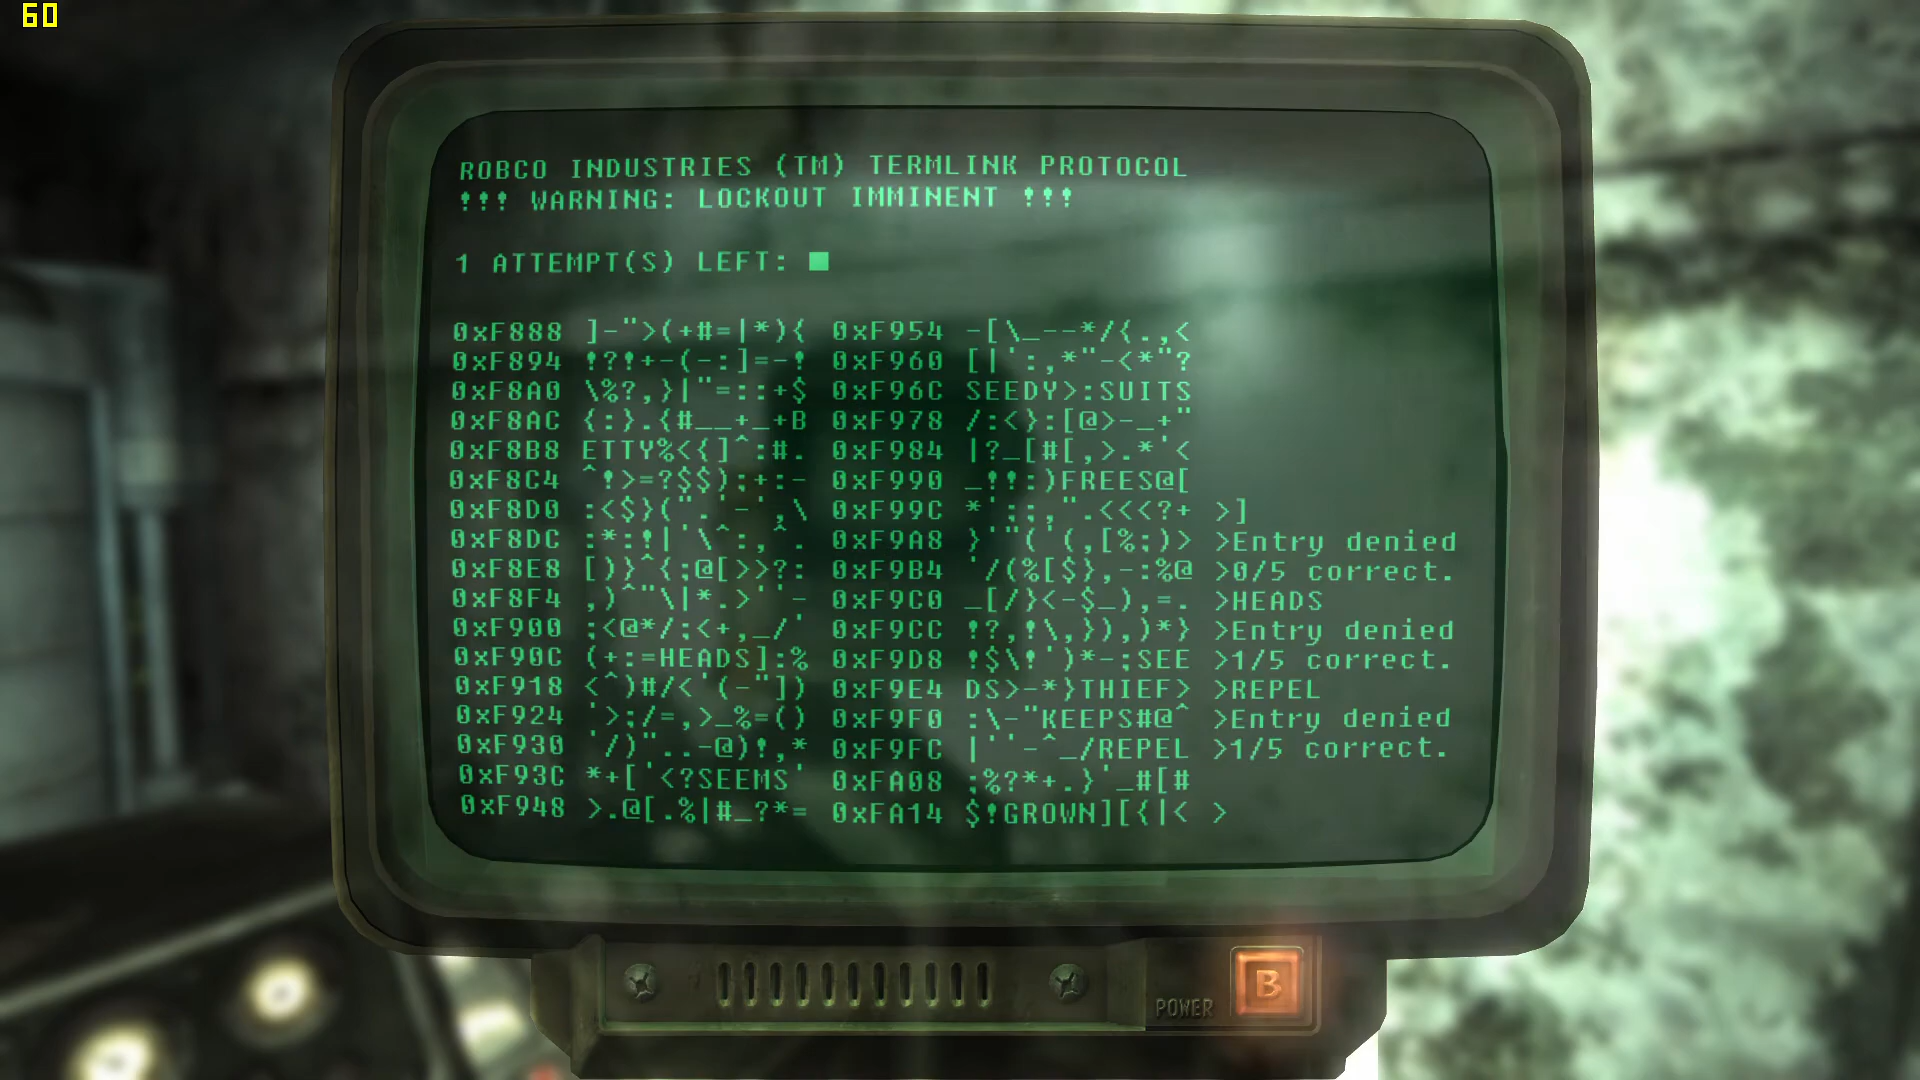 60
ROBCO INDUSTRIES (TM) TERMLINK PROTOCOL
!!! WARNING: LOCKOUT IMMINENT !!!
1 ATTEMPT(S) LEFT:
0xF888 ]-">(+#=|*){ 0xF954 -[\_--*/{.,<
0xF894 !?!+-(-:]=-! 0xF960 [|':,*"-<*"?
0xF8A0 \%?,}|"=::+$ 0xF96C SEEDY>:SUITS
0xF8AC {:}.{#__+_+B 0xF978 /:<}:[@>-_+"
0xF8B8 ETTY%<{]^:#. 0xF984 |?_[#[,>.*'<
0xF8C4 ^!>=?$$);+:- 0xF990 _!!:)FREES@[
0xF8D0 :<$}(".'-',\ 0xF99C *';;,".<<<?+ >]
0xF8DC :*:!|'\^:,^. 0xF9A8 }'"('(,[%;)> >Entry denied
0xF8E8 [)}^{;@[>>?: 0xF9B4 '/(%[$},-:%@ >0/5 correct.
0xF8F4 ,)^"\|*.>''- 0xF9C0 _[/}<-$_),=. >HEADS
0xF900 ;<@*/;<+,_/' 0xF9CC !?,!\,}),)*} >Entry denied
0xF90C (+:=HEADS]:% 0xF9D8 !$\!')*-;SEE >1/5 correct.
0xF918 <^)#/<'(-"]) 0xF9E4 DS>-*}THIEF> >REPEL
0xF924 '>;/=,>_%=() 0xF9F0 :\-"KEEPS#@^ >Entry denied
0xF930 '/)"..-@)!,* 0xF9FC |''-^_/REPEL >1/5 correct.
0xF93C *+['<?SEEMS' 0xFA08 ;%?*+.}'_#[#
0xF948 >.@[.%|#_?*= 0xFA14 $!GROWN][{|< >
POWER B